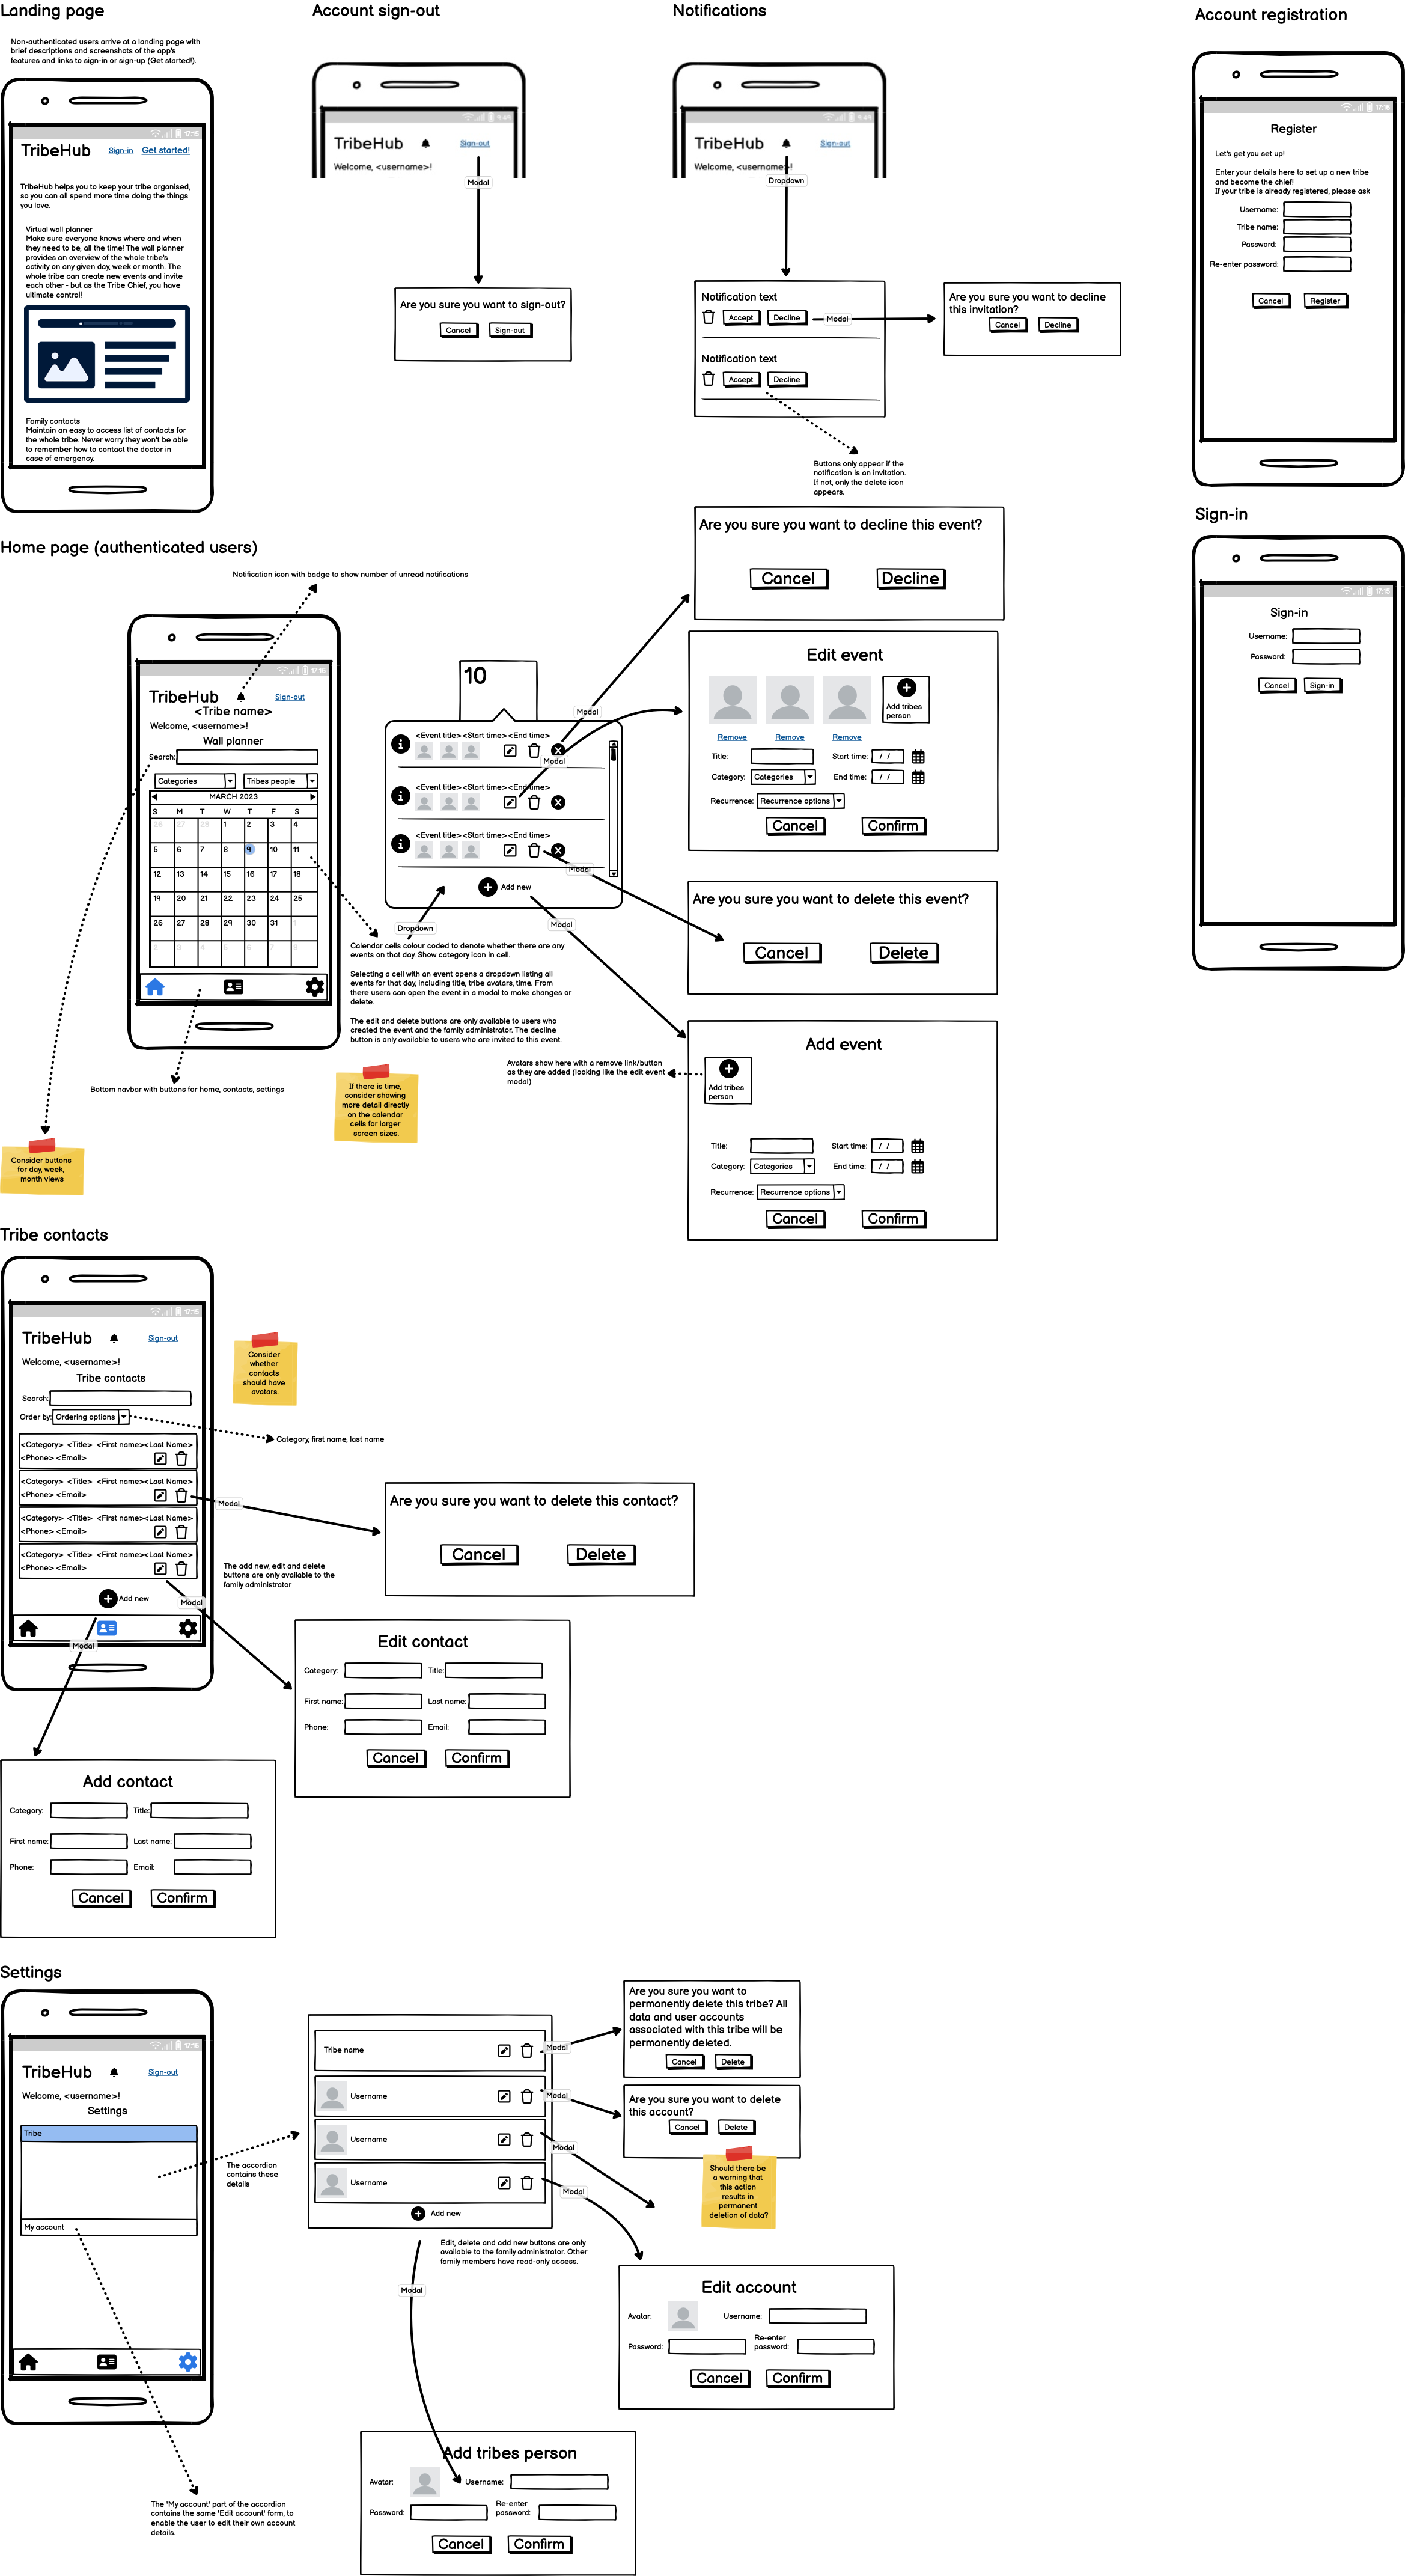 Landing page
Non-authenticated users arrive at a landing page with
brief descriptions and screenshots of the app's
features and links to sign-in or sign-up (Get started!).
17:15
TribeHub
Sign-in
Get started!
TribeHub helps you to keep your tribe organised,
so you can all spend more time doing the things
you love.
Virtual wall planner
Make sure everyone knows where and when
they need to be, all the time! The wall planner
provides an overview of the whole tribe's
activity on any given day, week or month. The
whole tribe can create new events and invite
each other - but as the Tribe Chief, you have
ultimate control!
Family contacts
Maintain an easy to access list of contacts for
the whole tribe. Never worry they won't be able
to remember how to contact the doctor in
case of emergency.
Account sign-out
TribeHub
Sign-out
Welcome, <username>!
Modal
Are you sure you want to sign-out?
Cancel
Sign-out
Notifications
TribeHub
Sign-out
Welcome, <username>!
Dropdown
Notification text
Accept
Decline
Modal
Notification text
Accept
Decline
Are you sure you want to decline
this invitation?
Cancel
Decline
Buttons only appear if the
notification is an invitation.
If not, only the delete icon
appears.
Account registration
17:15
Register
Let's get you set up!
Enter your details here to set up a new tribe
and become the chief!
If your tribe is already registered, please ask
Username:
Tribe name:
Password:
Re-enter password:
Cancel
Register
Sign-in
17:15
Sign-in
Username:
Password:
Cancel
Sign-in
Home page (authenticated users)
Notification icon with badge to show number of unread notifications
17:15
TribeHub
Sign-out
<Tribe name>
Welcome, <username>!
Wall planner
Search:
Categories
Tribes people
MARCH 2023
S M T W T F S
26 27 28 1 2 3 4
5 6 7 8 9 10 11
12 13 14 15 16 17 18
19 20 21 22 23 24 25
26 27 28 29 30 31 1
2 3 4 5 6 7 8
Bottom navbar with buttons for home, contacts, settings
Consider buttons
for day, week,
month views
10
<Event title> <Start time> <End time>
<Event title> <Start time> <End time>
<Event title> <Start time> <End time>
Add new
Modal
Modal
Modal
Modal
Dropdown
Calendar cells colour coded to denote whether there are any
events on that day. Show category icon in cell.
Selecting a cell with an event opens a dropdown listing all
events for that day, including title, tribe avatars, time. From
there users can open the event in a modal to make changes or
delete.
The edit and delete buttons are only available to users who
created the event and the family administrator. The decline
button is only available to users who are invited to this event.
If there is time,
consider showing
more detail directly
on the calendar
cells for larger
screen sizes.
Are you sure you want to decline this event?
Cancel
Decline
Edit event
Add tribes
person
Remove
Remove
Remove
Title:
Start time: / /
Category: Categories
End time: / /
Recurrence: Recurrence options
Cancel
Confirm
Are you sure you want to delete this event?
Cancel
Delete
Avatars show here with a remove link/button
as they are added (looking like the edit event
modal)
Add event
Add tribes
person
Title:
Start time: / /
Category: Categories
End time: / /
Recurrence: Recurrence options
Cancel
Confirm
Tribe contacts
17:15
TribeHub
Sign-out
Welcome, <username>!
Tribe contacts
Search:
Order by: Ordering options
<Category> <Title> <First name> <Last Name>
<Phone> <Email>
<Category> <Title> <First name> <Last Name>
<Phone> <Email>
<Category> <Title> <First name> <Last Name>
<Phone> <Email>
<Category> <Title> <First name> <Last Name>
<Phone> <Email>
Add new
Consider
whether
contacts
should have
avatars.
Category, first name, last name
Modal
Are you sure you want to delete this contact?
Cancel
Delete
The add new, edit and delete
buttons are only available to the
family administrator
Modal
Modal
Edit contact
Category:
Title:
First name:
Last name:
Phone:
Email:
Cancel
Confirm
Add contact
Category:
Title:
First name:
Last name:
Phone:
Email:
Cancel
Confirm
Settings
17:15
TribeHub
Sign-out
Welcome, <username>!
Settings
Tribe
My account
The accordion
contains these
details
Tribe name
Username
Username
Username
Add new
Modal
Modal
Modal
Modal
Modal
Are you sure you want to
permanently delete this tribe? All
data and user accounts
associated with this tribe will be
permanently deleted.
Cancel
Delete
Are you sure you want to delete
this account?
Cancel
Delete
Should there be
a warning that
this action
results in
permanent
deletion of data?
Edit, delete and add new buttons are only
available to the family administrator. Other
family members have read-only access.
Edit account
Avatar:
Username:
Password:
Re-enter
password:
Cancel
Confirm
Add tribes person
Avatar:
Username:
Password:
Re-enter
password:
Cancel
Confirm
The 'My account' part of the accordion
contains the same 'Edit account' form, to
enable the user to edit their own account
details.